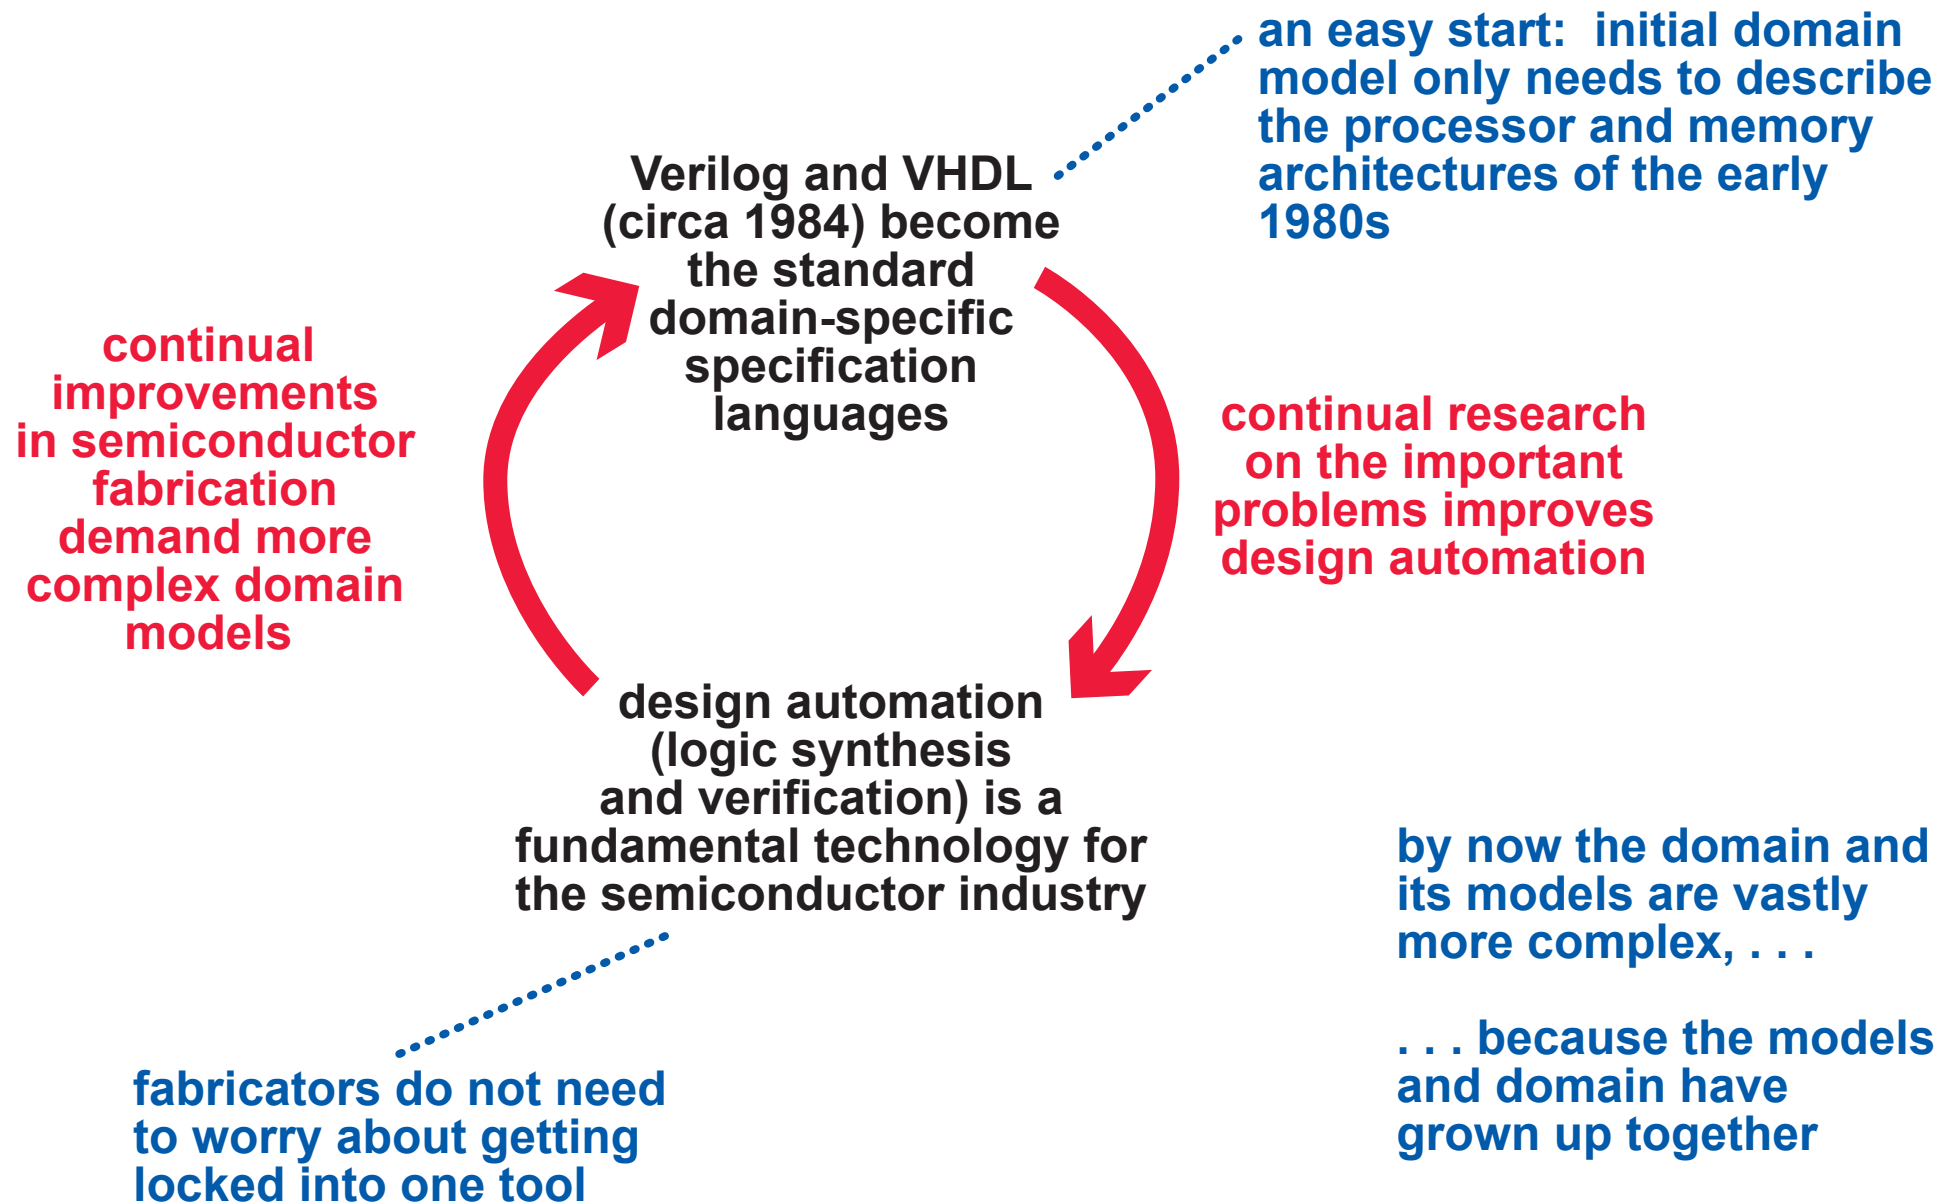 an easy start:  initial domain
model only needs to describe
the processor and memory
architectures of the early
1980s
Verilog and VHDL
(circa 1984) become
the standard
domain-specific
specification
languages
continual
improvements
in semiconductor
fabrication
demand more
complex domain
models
continual research
on the important
problems improves
design automation
design automation
(logic synthesis
and verification) is a
fundamental technology for
the semiconductor industry
by now the domain and
its models are vastly
more complex, . . .
. . . because the models
and domain have
grown up together
fabricators do not need
to worry about getting
locked into one tool